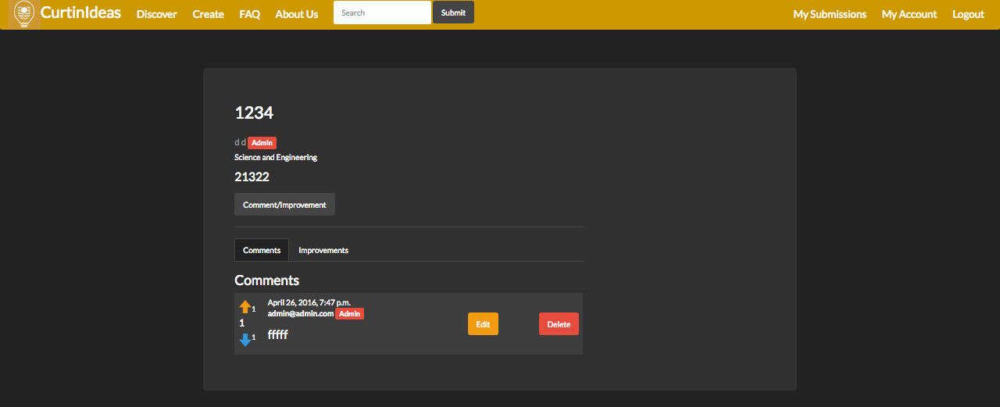 CurtinIdeas Discover Create FAQ About Us Search Submit My Submissions My Account Logout
1234
d d Admin
Science and Engineering
21322
Comment/Improvement
Comments Improvements
Comments
1 April 26, 2016, 7:47 p.m.
admin@admin.com Admin
1 Edit Delete
1 fffff